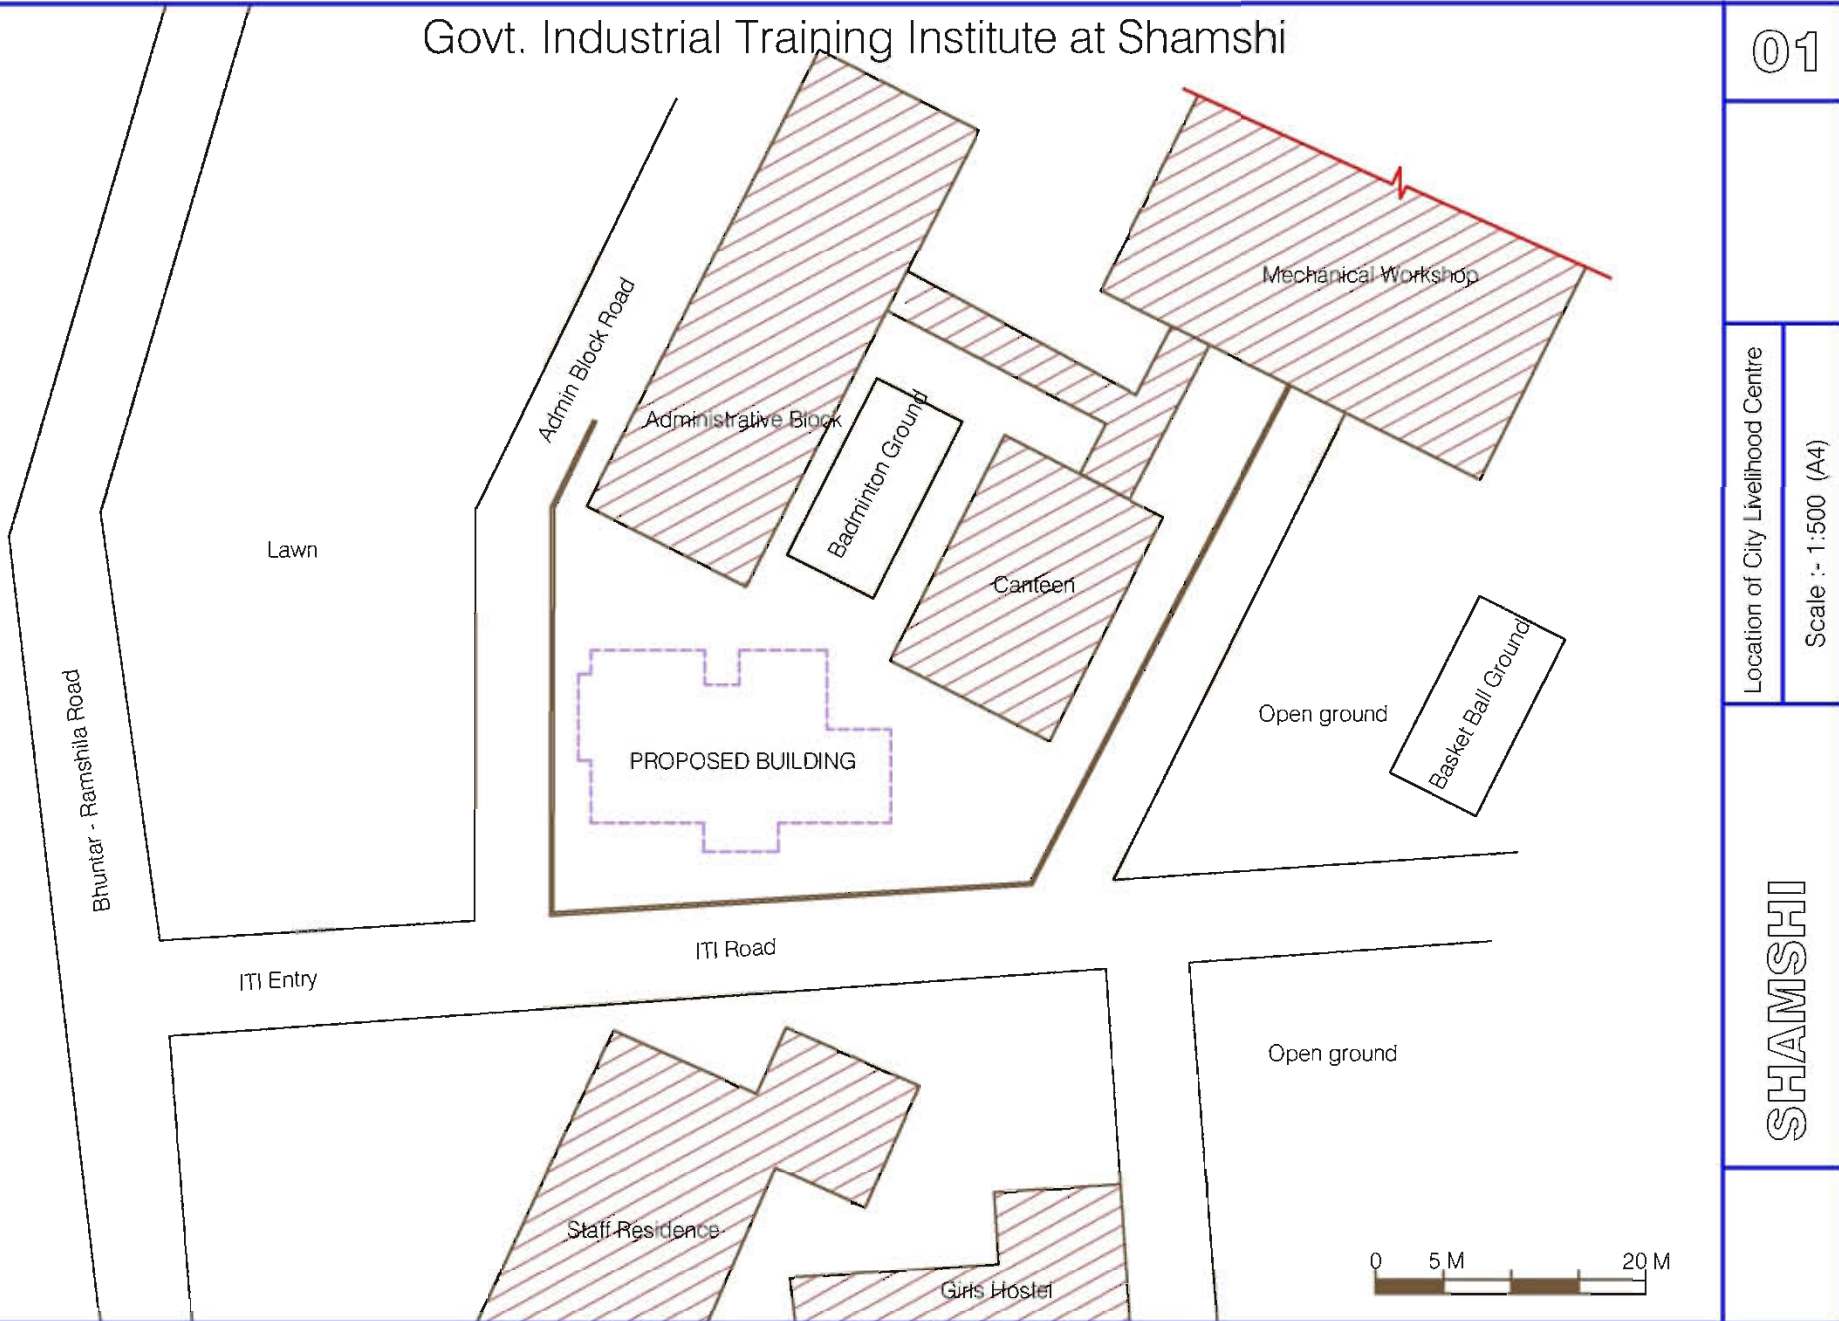 Govt. Industrial Training Institute at Shamshi
01
Mechanical Workshop
Admin Block Road
Administrative Block
Badminton Ground
Lawn
Canteen
Location of City Livelihood Centre
Scale :- 1:500 (A4)
Open ground
Basket Ball Ground
PROPOSED BUILDING
Bhuntar - Ramshila Road
ITI Road
ITI Entry
SHAMSHI
Open ground
Staff Residence
Girls Hostel
0 5 M 20 M